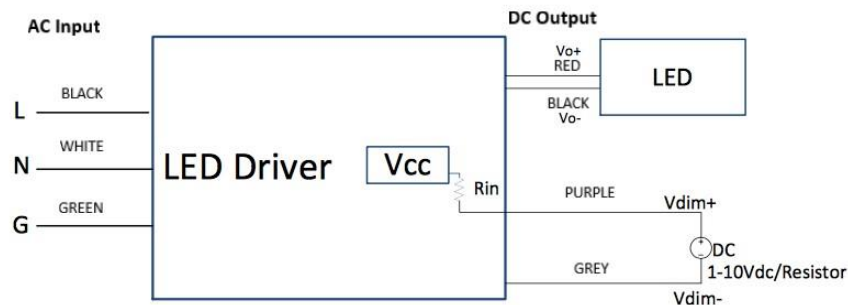 AC Input
DC Output
L
BLACK
N
WHITE
G
GREEN
LED Driver
Vcc
Rin
Vo+
RED
BLACK
Vo-
LED
PURPLE
Vdim+
DC
1-10Vdc/Resistor
GREY
Vdim-